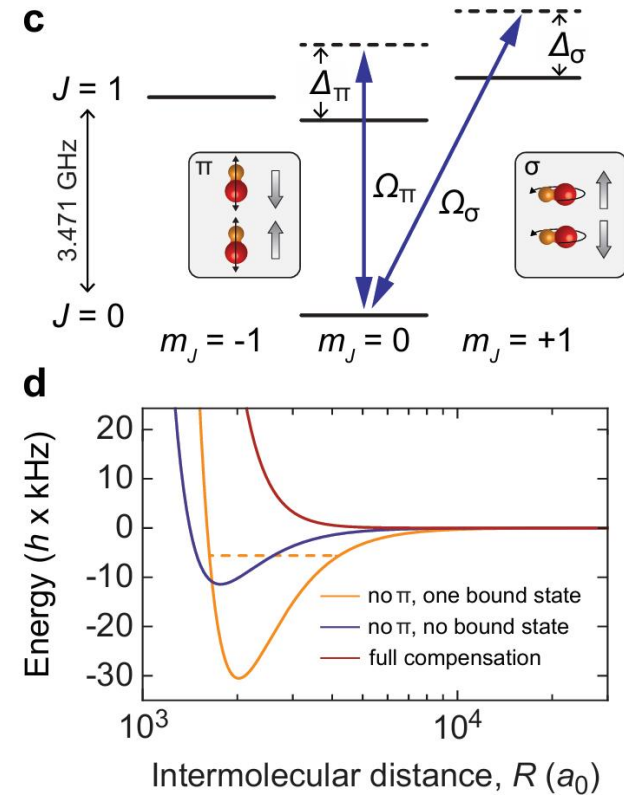 c
Δπ
Δσ
J = 1
3.471 GHz
π
Ωπ
Ωσ
σ
J = 0
mJ = -1
mJ = 0
mJ = +1
d
Energy (h x kHz)
20
10
0
-10
-20
-30
no π, one bound state
no π, no bound state
full compensation
10³
10⁴
Intermolecular distance, R (a₀)